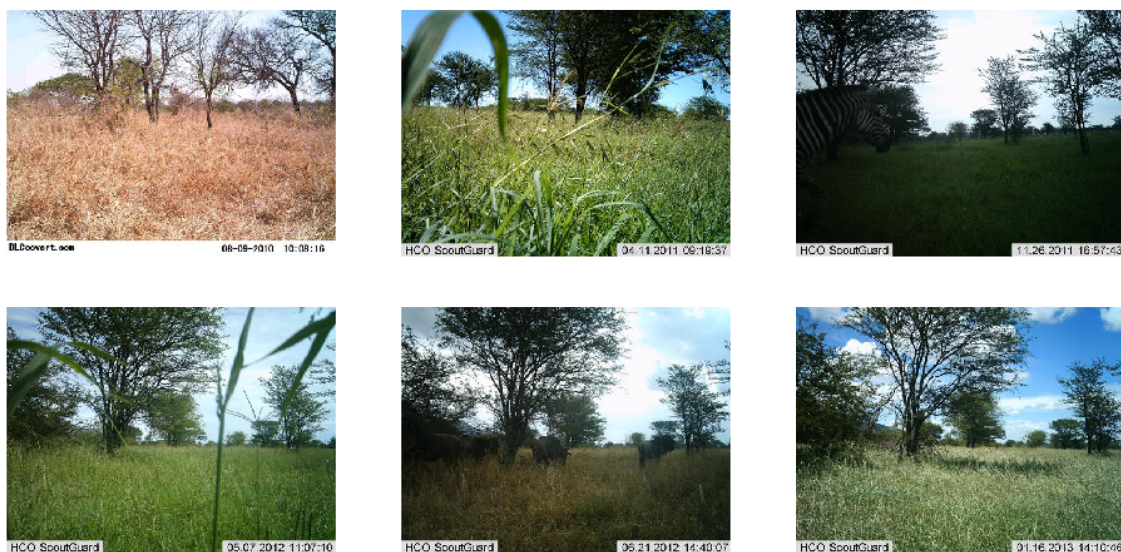 DLCcovert.com 08-09-2010 10:08:16
HCO ScoutGuard 04.11.2011 09:19:37
HCO ScoutGuard 11.26.2011 16:57:43
HCO ScoutGuard 05.07.2012 11:07:10
HCO ScoutGuard 06.21.2012 14:40:07
HCO ScoutGuard 01.16.2013 14:10:46